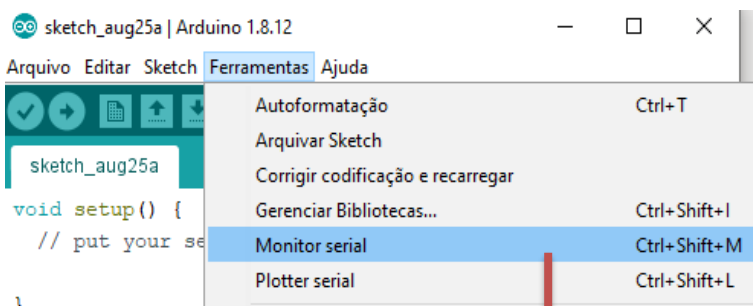 sketch_aug25a | Arduino 1.8.12
Arquivo Editar Sketch Ferramentas Ajuda
Autoformatação Ctrl+T
Arquivar Sketch
sketch_aug25a
Corrigir codificação e recarregar
void setup() {
Gerenciar Bibliotecas... Ctrl+Shift+I
// put your se
Monitor serial Ctrl+Shift+M
Plotter serial Ctrl+Shift+L
}